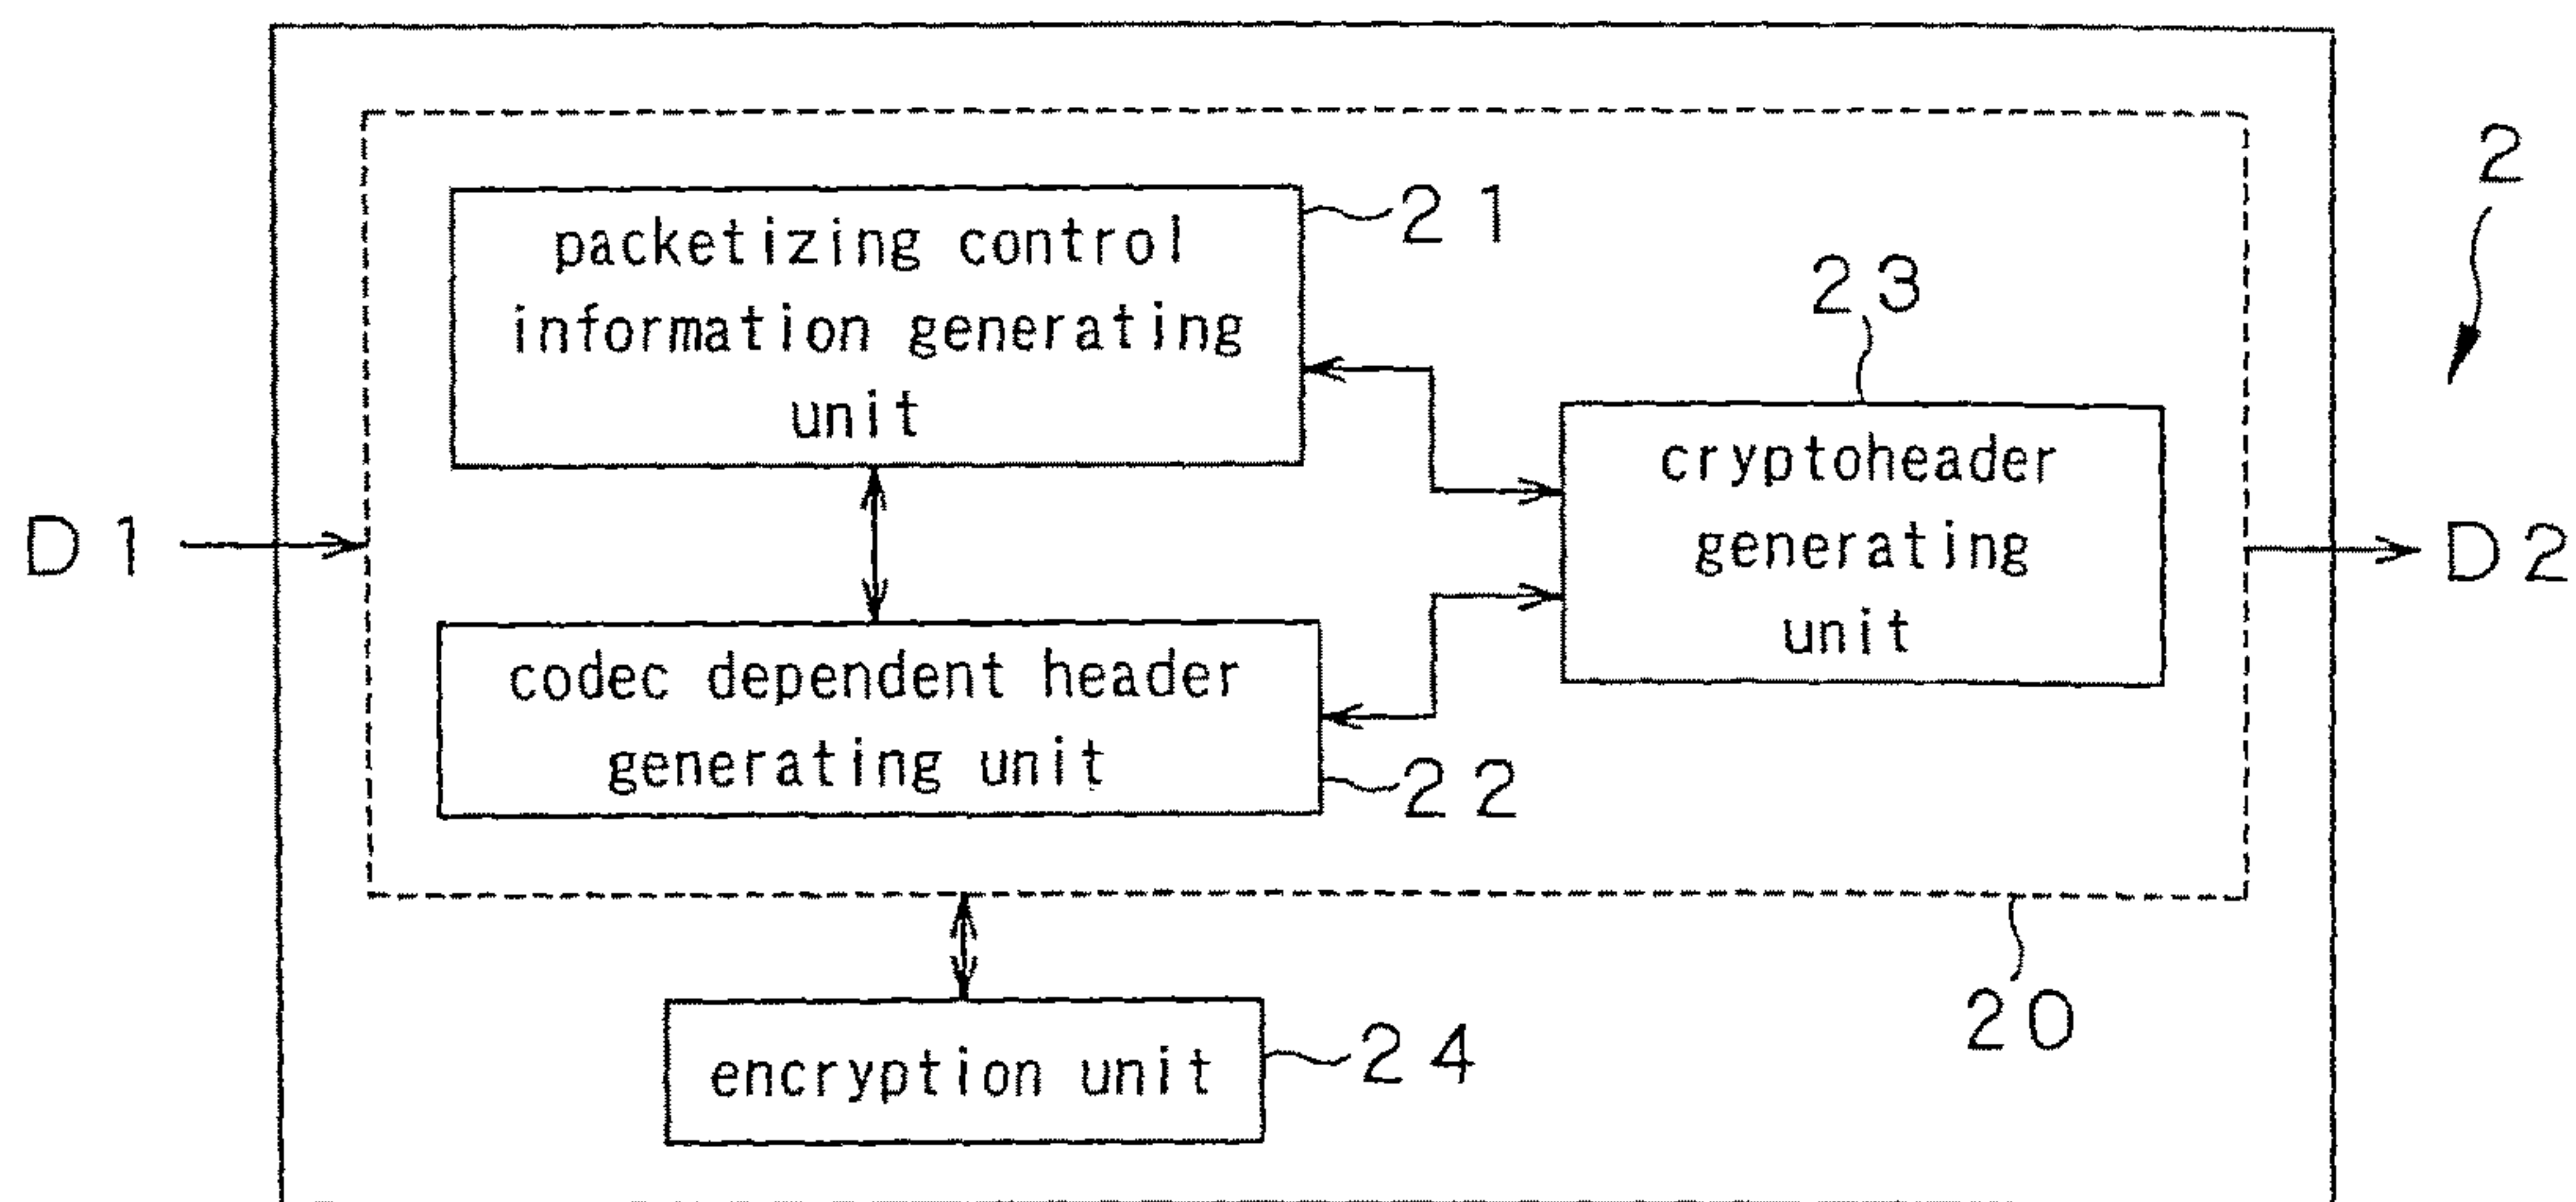 2
21
packetizing control
information generating
unit
23
cryptoheader
generating
unit
D1
D2
codec dependent header
generating unit
22
20
encryption unit
24